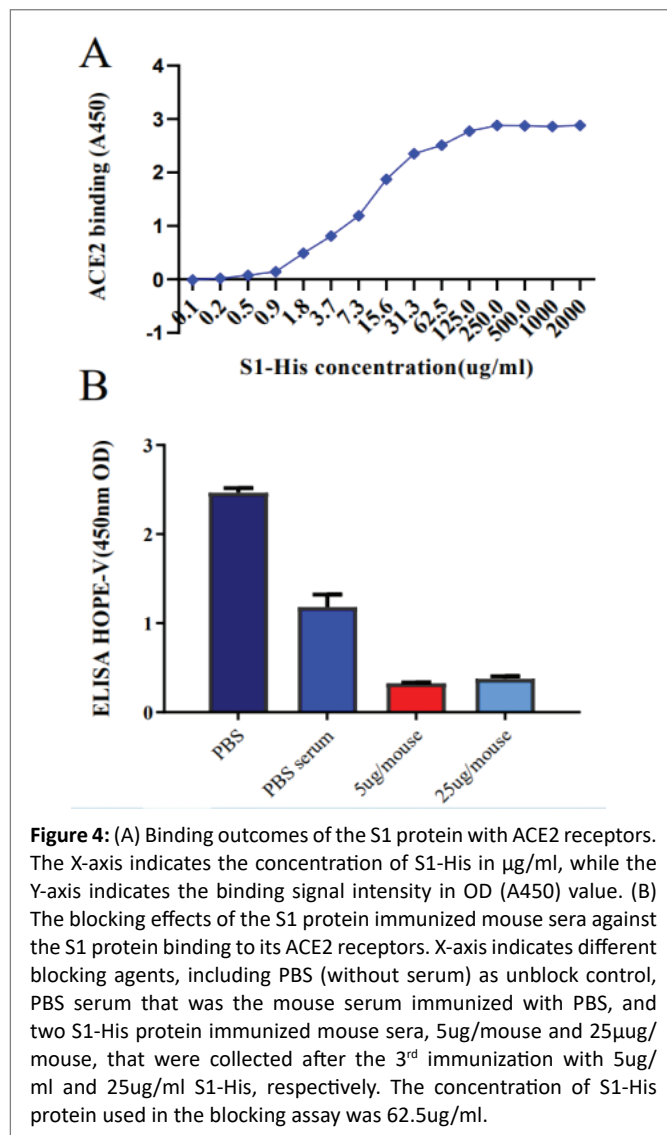 A
4
3
2
1
0
-1
ACE2 binding (A450)
0.1 0.2 0.5 0.9 1.8 3.7 7.3 15.6 31.3 62.5 125.0 250.0 500.0 1000 2000
S1-His concentration(ug/ml)
B
3
2
1
0
ELISA HOPE-V(450nm OD)
PBS PBS serum 5ug/mouse 25ug/mouse
Figure 4: (A) Binding outcomes of the S1 protein with ACE2 receptors.
The X-axis indicates the concentration of S1-His in µg/ml, while the
Y-axis indicates the binding signal intensity in OD (A450) value. (B)
The blocking effects of the S1 protein immunized mouse sera against
the S1 protein binding to its ACE2 receptors. X-axis indicates different
blocking agents, including PBS (without serum) as unblock control,
PBS serum that was the mouse serum immunized with PBS, and
two S1-His protein immunized mouse sera, 5ug/mouse and 25µug/
mouse, that were collected after the 3rd immunization with 5ug/
ml and 25ug/ml S1-His, respectively. The concentration of S1-His
protein used in the blocking assay was 62.5ug/ml.